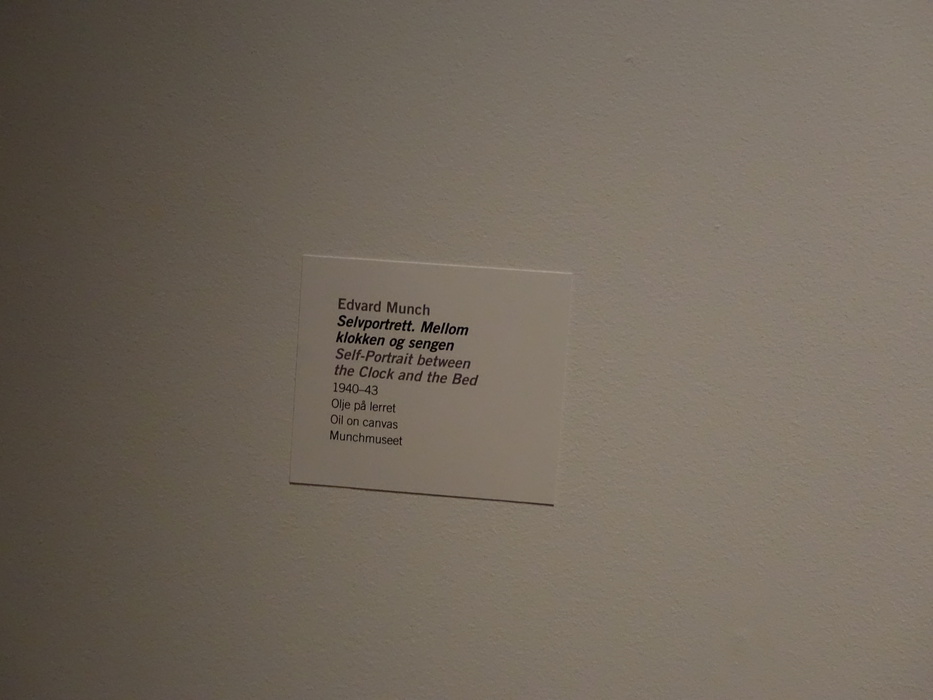 Edvard Munch
Selvportrett. Mellom
klokken og sengen
Self-Portrait between
the Clock and the Bed
1940–43
Olje på lerret
Oil on canvas
Munchmuseet